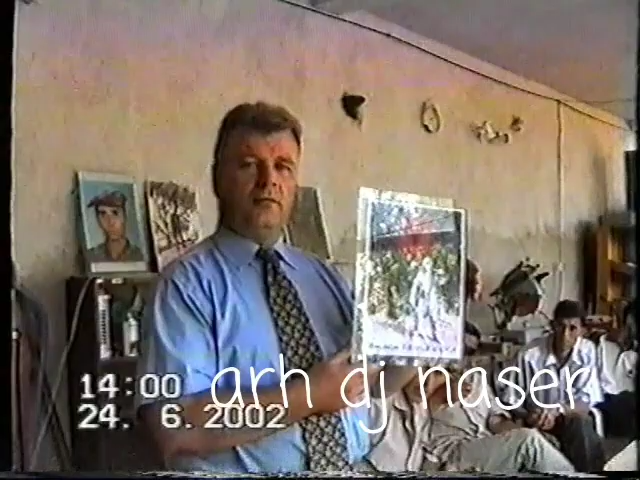 14:00
24. 6.2002
arh dj naser